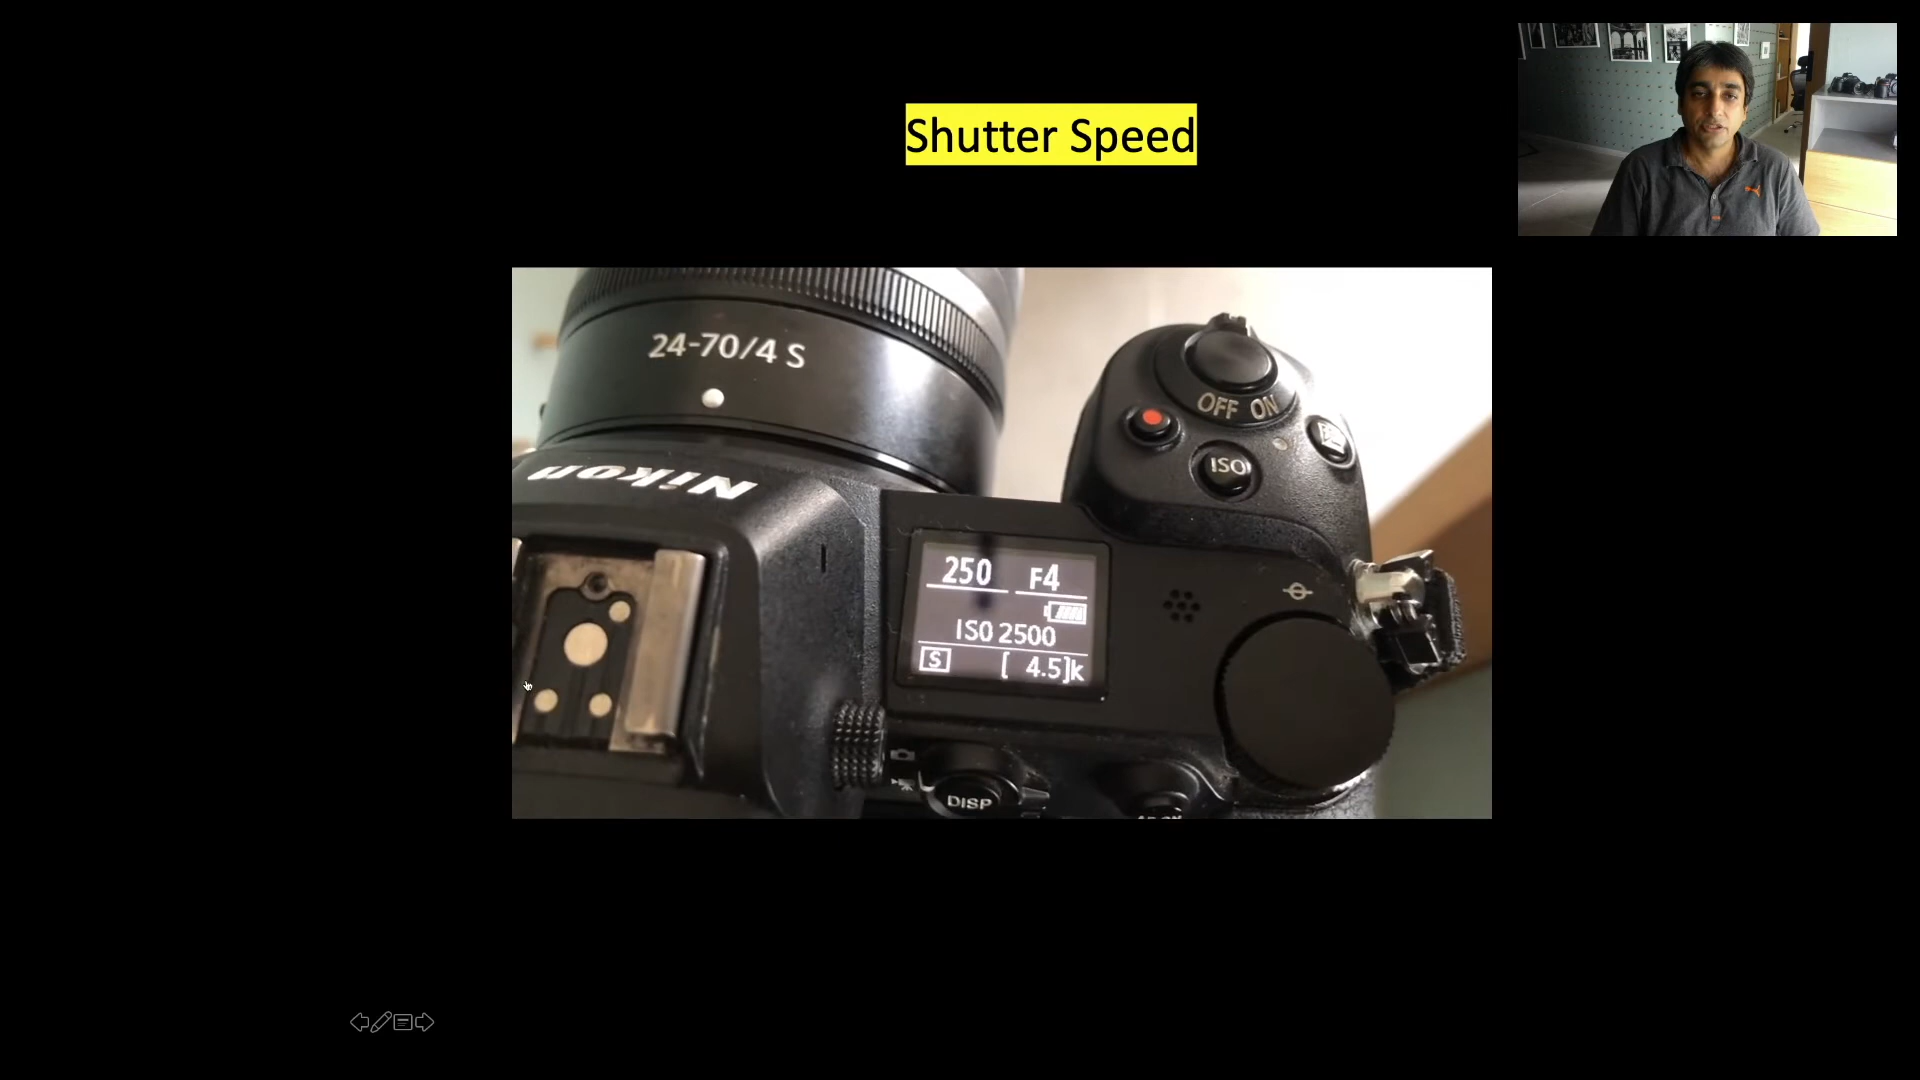 Shutter Speed
24-70/4 S
OFF ON
ISO
Nikon
250 F4
ISO 2500
S [ 4.5]k
DISP